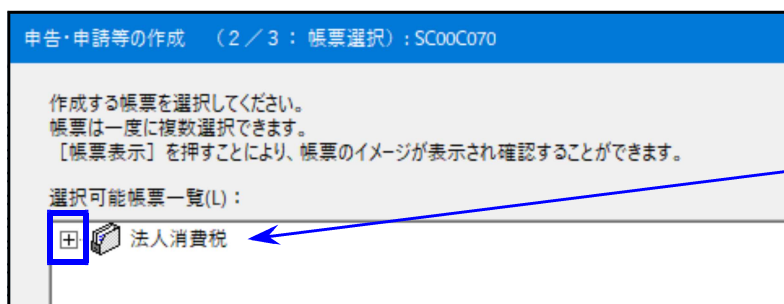 申告・申請等の作成 （２／３：帳票選択）：SC00C070
作成する帳票を選択してください。
帳票は一度に複数選択できます。
［帳票表示］を押すことにより、帳票のイメージが表示され確認することができます。
選択可能帳票一覧(L)：
法人消費税